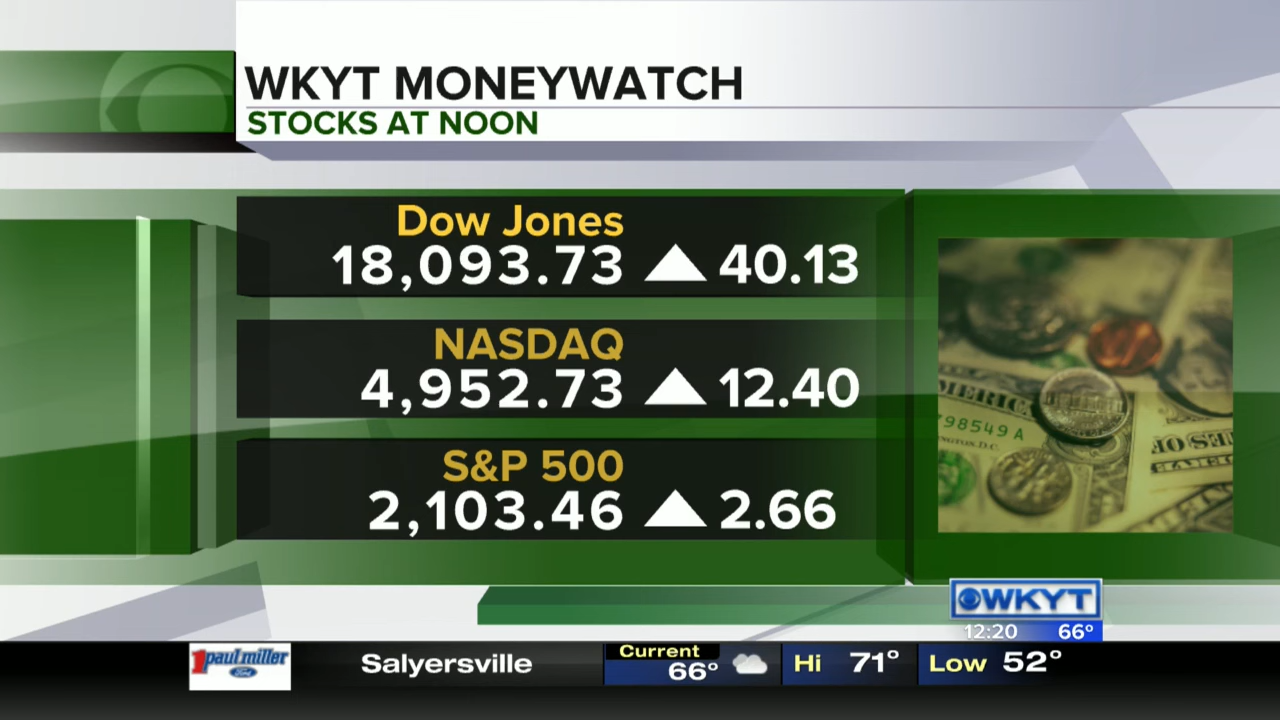 WKYT MONEYWATCH
STOCKS AT NOON
Dow Jones
18,093.73 ▲ 40.13
NASDAQ
4,952.73 ▲ 12.40
S&P 500
2,103.46 ▲ 2.66
98549 A
WKYT
12:20 66°
1 paul miller
Ford
Salyersville
Current
66°
Hi 71°
Low 52°